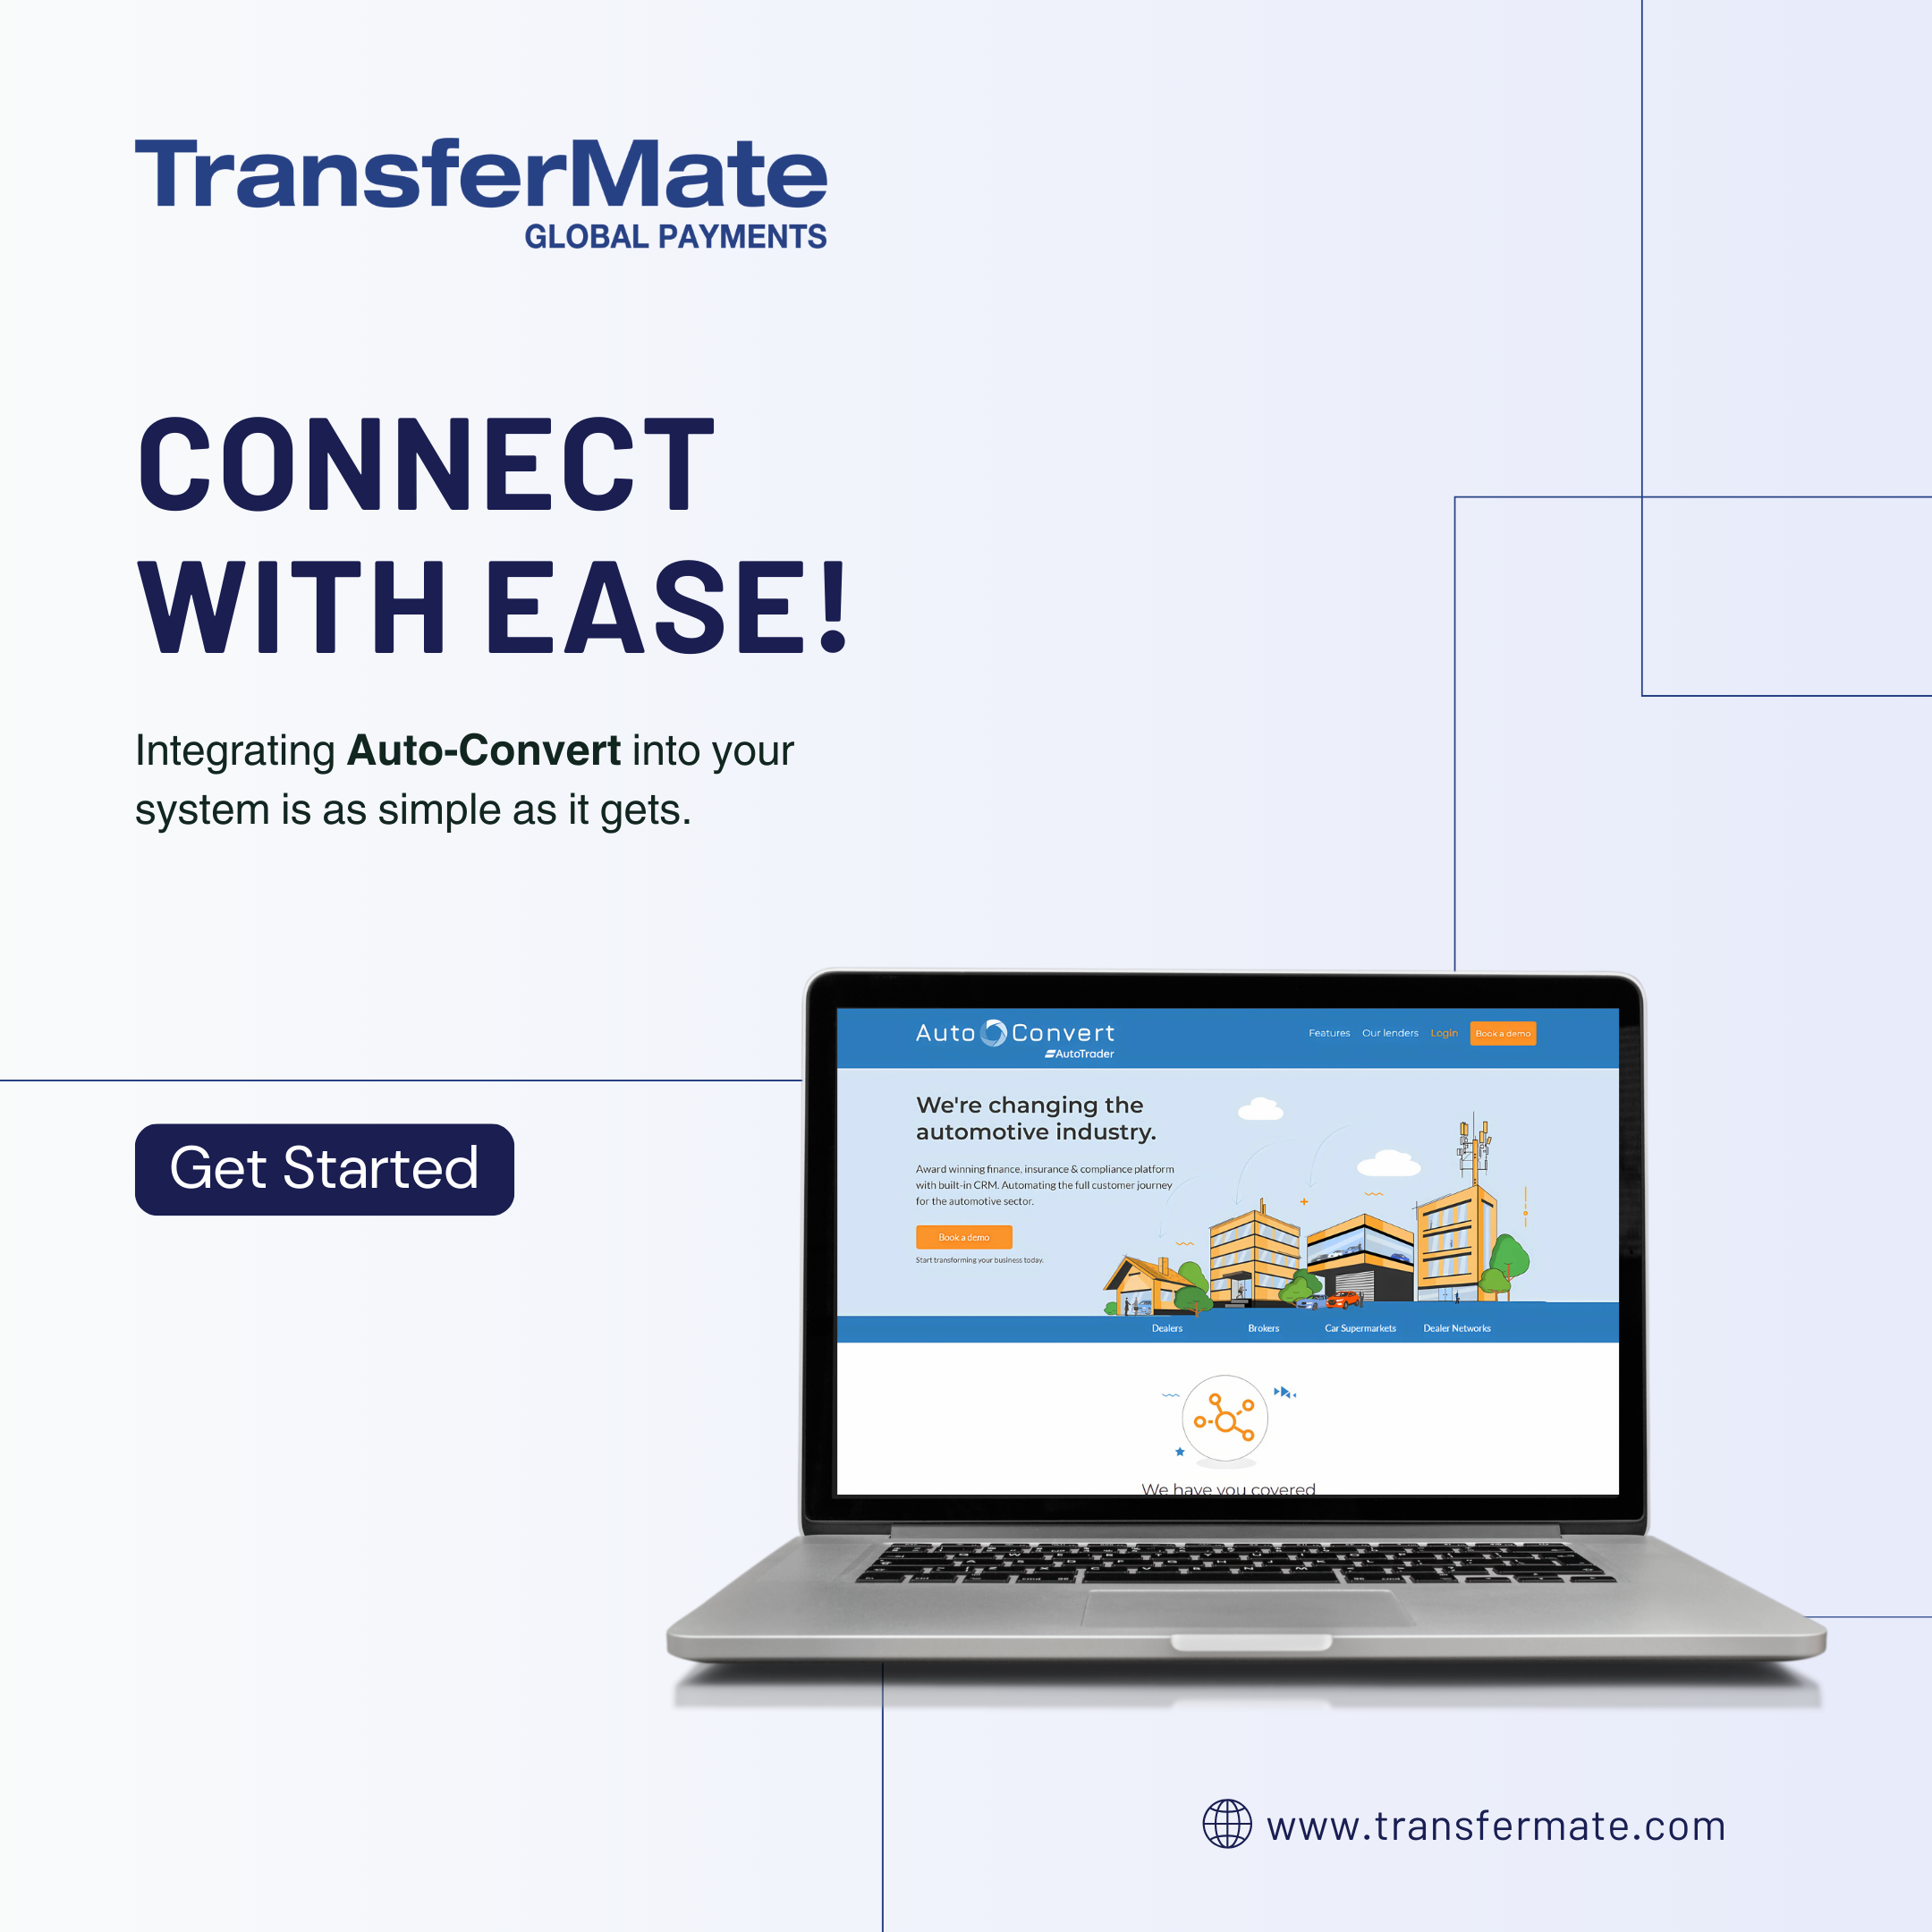 TransferMate
GLOBAL PAYMENTS
CONNECT
WITH EASE!
Integrating Auto-Convert into your
system is as simple as it gets.
Get Started
Auto Convert
AutoTrader
Features Our lenders Login Book a demo
We're changing the
automotive industry.
Award winning finance, insurance & compliance platform
with built-in CRM. Automating the full customer journey
for the automotive sector.
Book a demo
Start transforming your business today.
Dealers Brokers Car Supermarkets Dealer Networks
We have you covered
www.transfermate.com